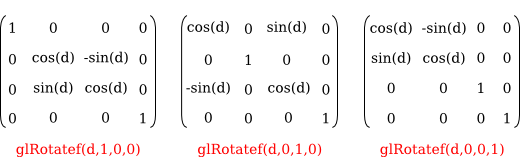 1 0 0 0
0 cos(d) -sin(d) 0
0 sin(d) cos(d) 0
0 0 0 1
glRotatef(d,1,0,0)
cos(d) 0 sin(d) 0
0 1 0 0
-sin(d) 0 cos(d) 0
0 0 0 1
glRotatef(d,0,1,0)
cos(d) -sin(d) 0 0
sin(d) cos(d) 0 0
0 0 1 0
0 0 0 1
glRotatef(d,0,0,1)